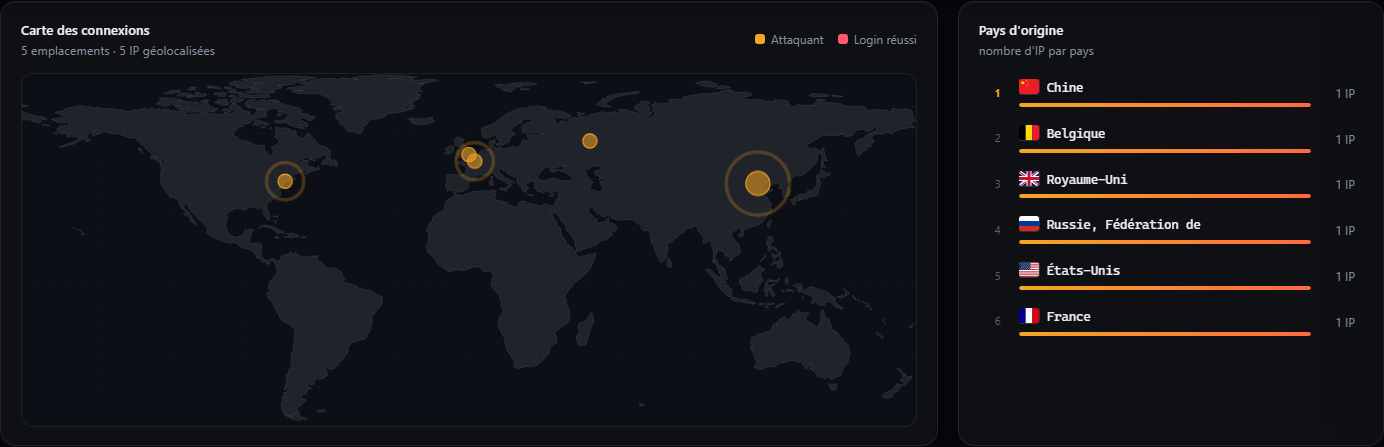 Carte des connexions
5 emplacements · 5 IP géolocalisées
Attaquant
Login réussi
Pays d'origine
nombre d'IP par pays
1 Chine 1 IP
2 Belgique 1 IP
3 Royaume-Uni 1 IP
4 Russie, Fédération de 1 IP
5 États-Unis 1 IP
6 France 1 IP